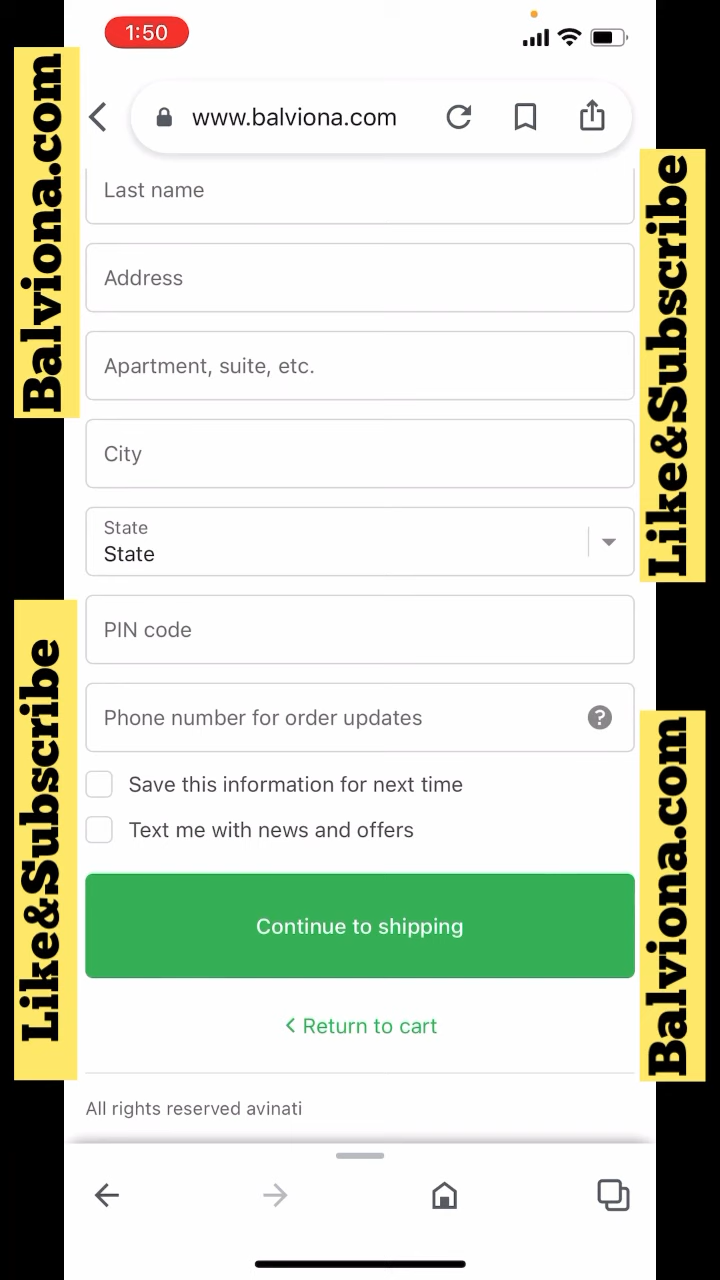 1:50
www.balviona.com
Balviona.com
Like&Subscribe
Last name
Address
Apartment, suite, etc.
City
State
State
PIN code
Phone number for order updates
?
Save this information for next time
Text me with news and offers
Continue to shipping
Return to cart
All rights reserved avinati
Like&Subscribe
Balviona.com